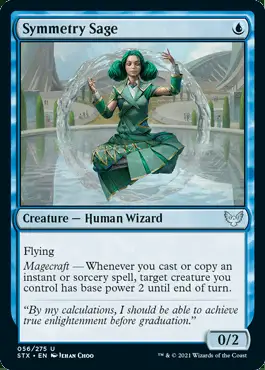 Symmetry Sage
Creature — Human Wizard
Flying
Magecraft — Whenever you cast or copy an
instant or sorcery spell, target creature you
control has base power 2 until end of turn.
"By my calculations, I should be able to achieve
true enlightenment before graduation."
0/2
056/275 U
STX • EN Ichan Choo
™ & © 2021 Wizards of the Coast